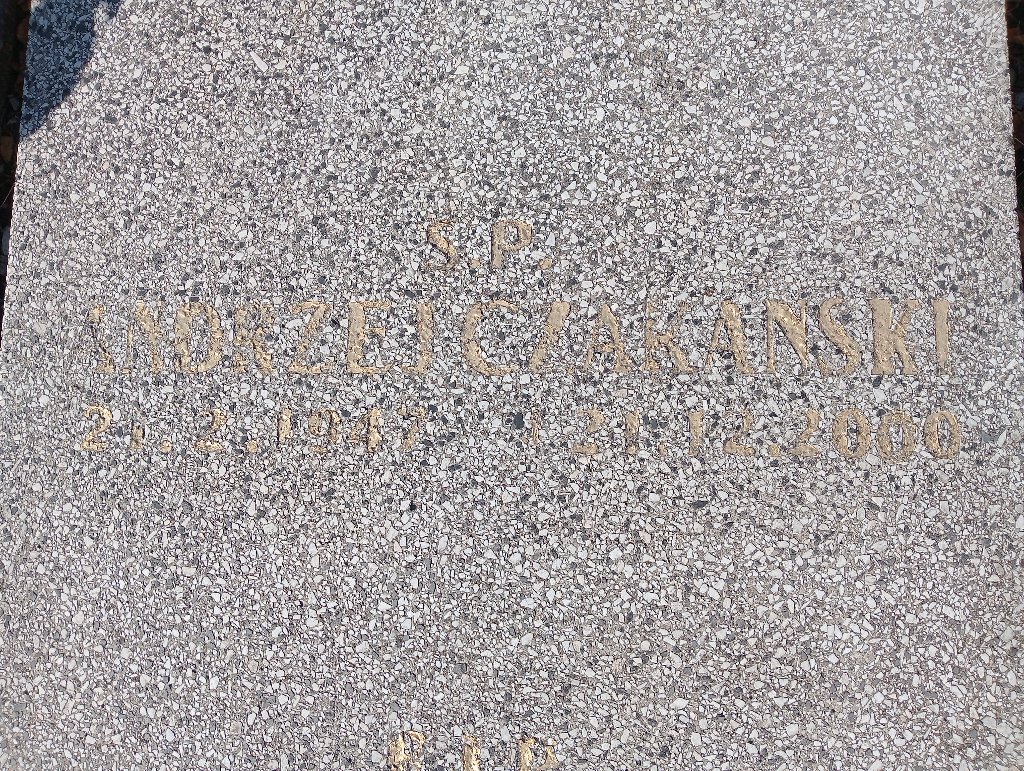 S.P.
ANDRZEJ CZAKANSKI
21.12.2000
R.I.P